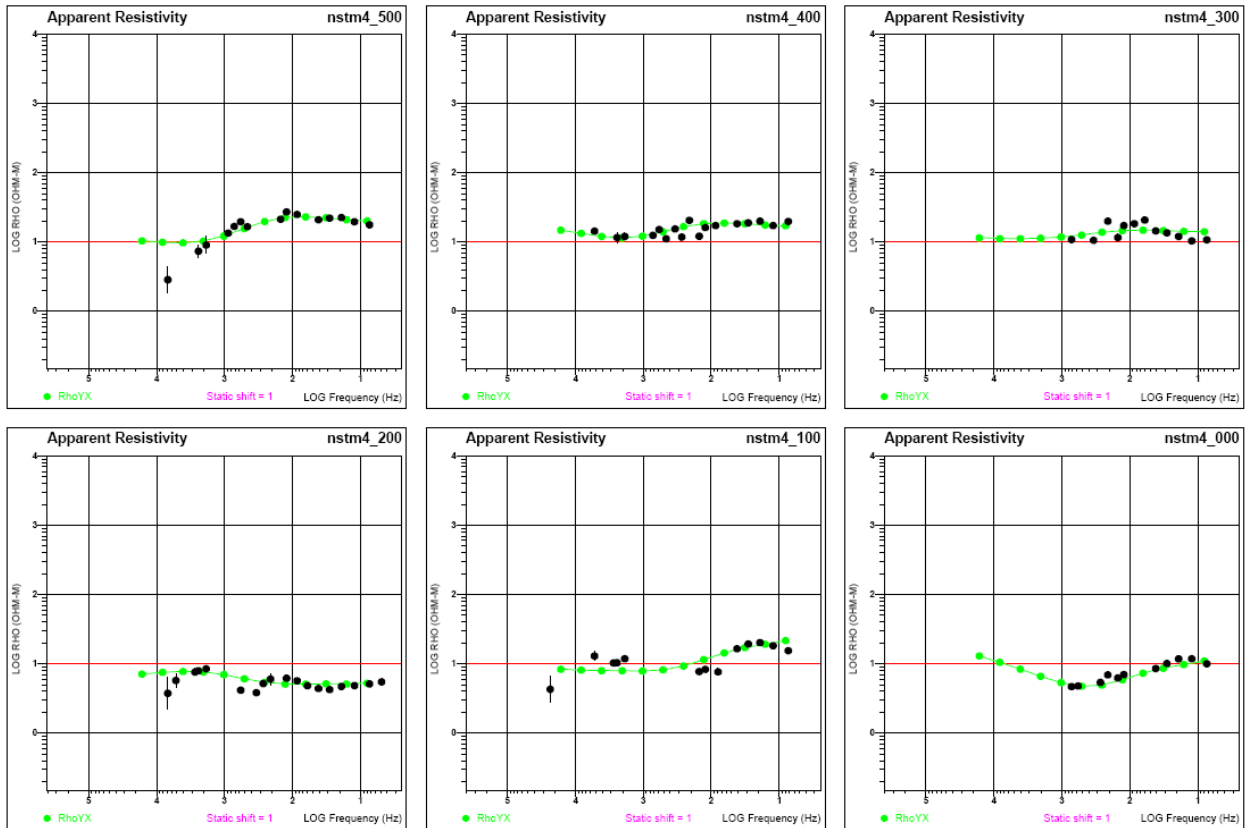 Apparent Resistivity nstm4_500
4
3
2
1
0
LOG RHO (OHM-M)
5 4 3 2 1
RhoYX Static shift = 1 LOG Frequency (Hz)
Apparent Resistivity nstm4_400
4
3
2
1
0
LOG RHO (OHM-M)
5 4 3 2 1
RhoYX Static shift = 1 LOG Frequency (Hz)
Apparent Resistivity nstm4_300
4
3
2
1
0
LOG RHO (OHM-M)
5 4 3 2 1
RhoYX Static shift = 1 LOG Frequency (Hz)
Apparent Resistivity nstm4_200
4
3
2
1
0
LOG RHO (OHM-M)
5 4 3 2 1
RhoYX Static shift = 1 LOG Frequency (Hz)
Apparent Resistivity nstm4_100
4
3
2
1
0
LOG RHO (OHM-M)
5 4 3 2 1
RhoYX Static shift = 1 LOG Frequency (Hz)
Apparent Resistivity nstm4_000
4
3
2
1
0
LOG RHO (OHM-M)
5 4 3 2 1
RhoYX Static shift = 1 LOG Frequency (Hz)